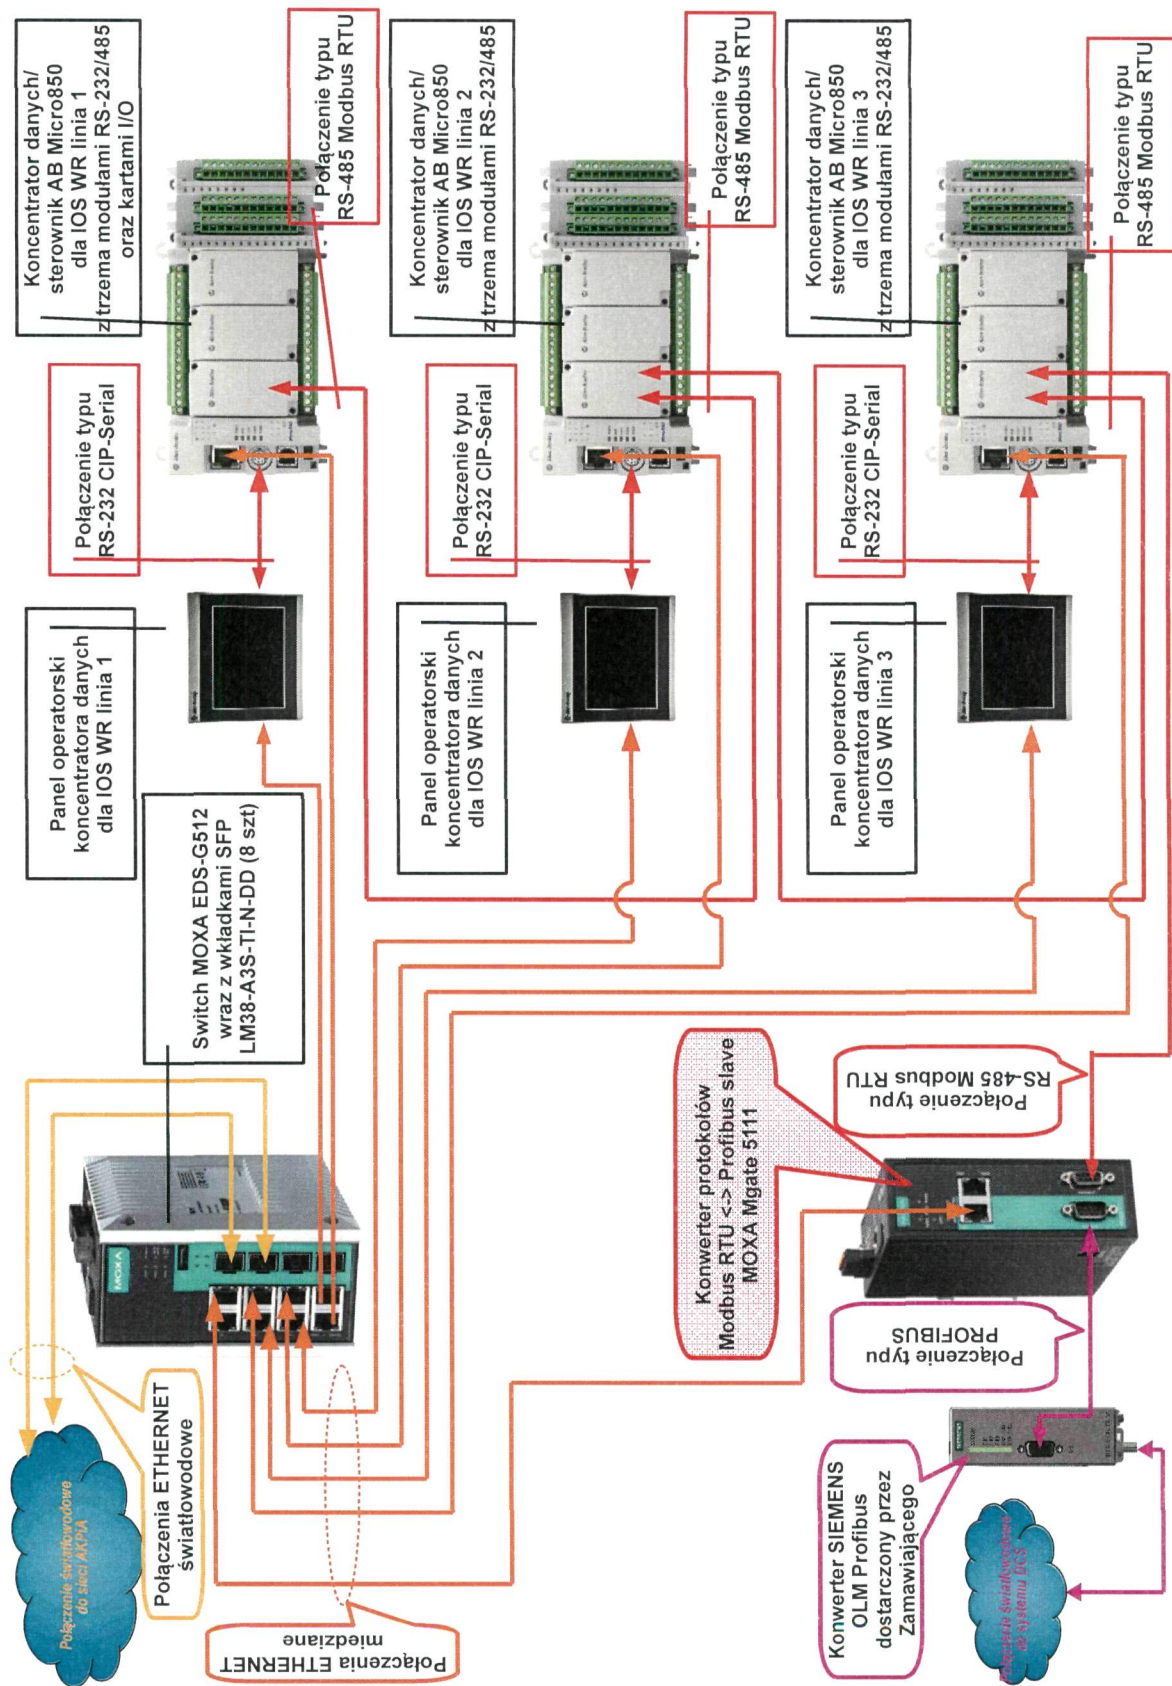 Koncentrator danych/
sterownik AB Micro850
dla IOS WR linia 1
z trzema modułami RS-232/485
oraz kartami I/O
Połączenie typu
RS-485 Modbus RTU
Koncentrator danych/
sterownik AB Micro850
dla IOS WR linia 2
z trzema modułami RS-232/485
Połączenie typu
RS-485 Modbus RTU
Koncentrator danych/
sterownik AB Micro850
dla IOS WR linia 3
z trzema modułami RS-232/485
Połączenie typu
RS-485 Modbus RTU
Połączenie typu
RS-232 CIP-Serial
Połączenie typu
RS-232 CIP-Serial
Połączenie typu
RS-232 CIP-Serial
Panel operatorski
koncentratora danych
dla IOS WR linia 1
Panel operatorski
koncentratora danych
dla IOS WR linia 2
Panel operatorski
koncentratora danych
dla IOS WR linia 3
Switch MOXA EDS-G512
wraz z wkładkami SFP
LM38-A3S-TI-N-DD (8 szt)
MOXA
Konwerter protokołów
Modbus RTU <-> Profibus slave
MOXA Mgate 5111
Połączenie typu
RS-485 Modbus RTU
Połączenie typu
PROFIBUS
Połączenie światłowodowe
do sieci AKPiA
Połączenia ETHERNET
światłowodowe
Połączenia ETHERNET
miedziane
Konwerter SIEMENS
OLM Profibus
dostarczony przez
Zamawiającego
SIEMENS
Połączenie światłowodowe
do systemu DCS